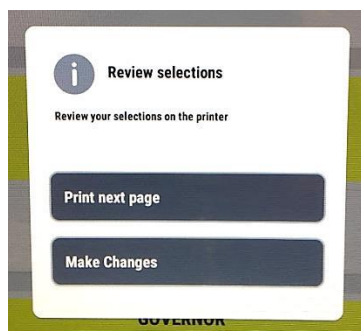 Review selections
Review your selections on the printer
Print next page
Make Changes
GOVERNOR